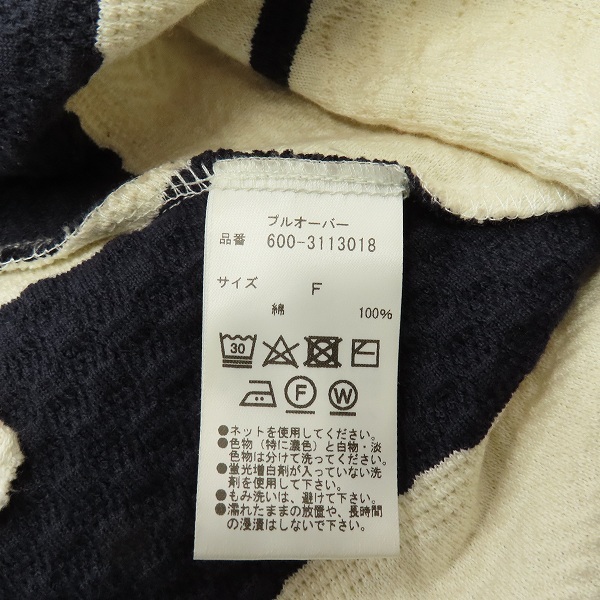 プルオーバー
品番 600-3113018
サイズ F
綿 100%
30
F W
●ネットを使用してください。
●色物（特に濃色）と白物・淡
色物は分けて洗って下さい。
●蛍光増白剤が入っていない洗
剤を使用して下さい。
●もみ洗いは、避けて下さい。
●濡れたままの放置や、長時間
の浸漬はしないで下さい。